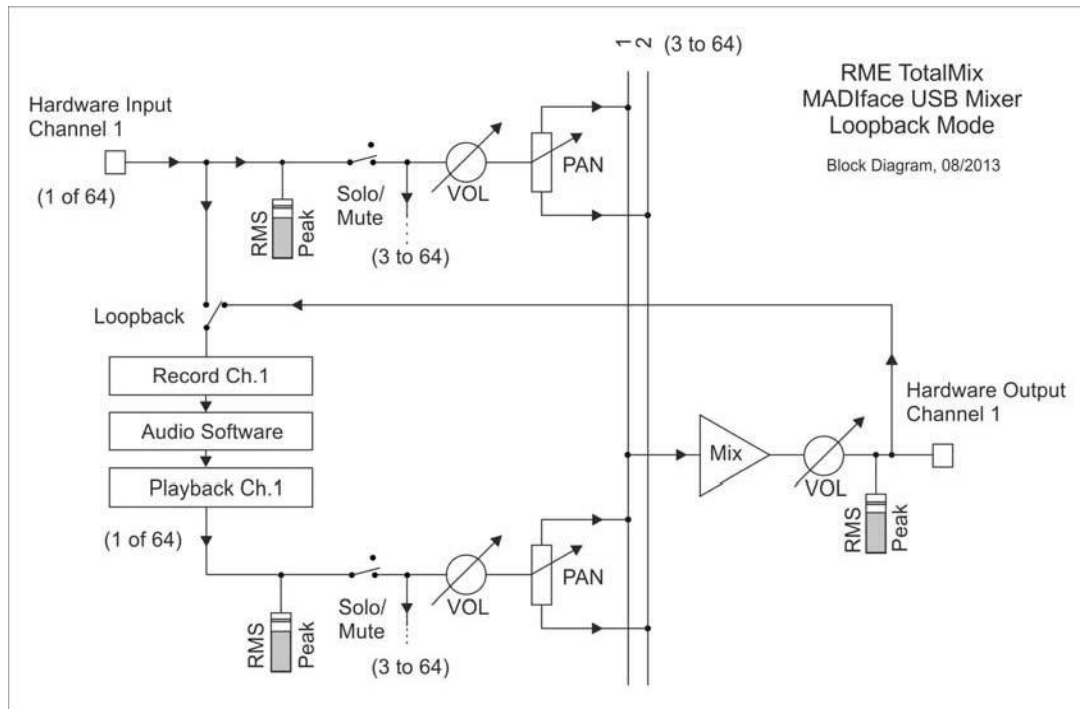 1
2
(3 to 64)
RME TotalMix
MADIface USB Mixer
Loopback Mode
Block Diagram, 08/2013
Hardware Input
Channel 1
(1 of 64)
RMS
Peak
Solo/
Mute
(3 to 64)
VOL
PAN
Loopback
Record Ch.1
Audio Software
Playback Ch.1
(1 of 64)
Hardware Output
Channel 1
Mix
VOL
RMS
Peak
RMS
Peak
Solo/
Mute
(3 to 64)
VOL
PAN